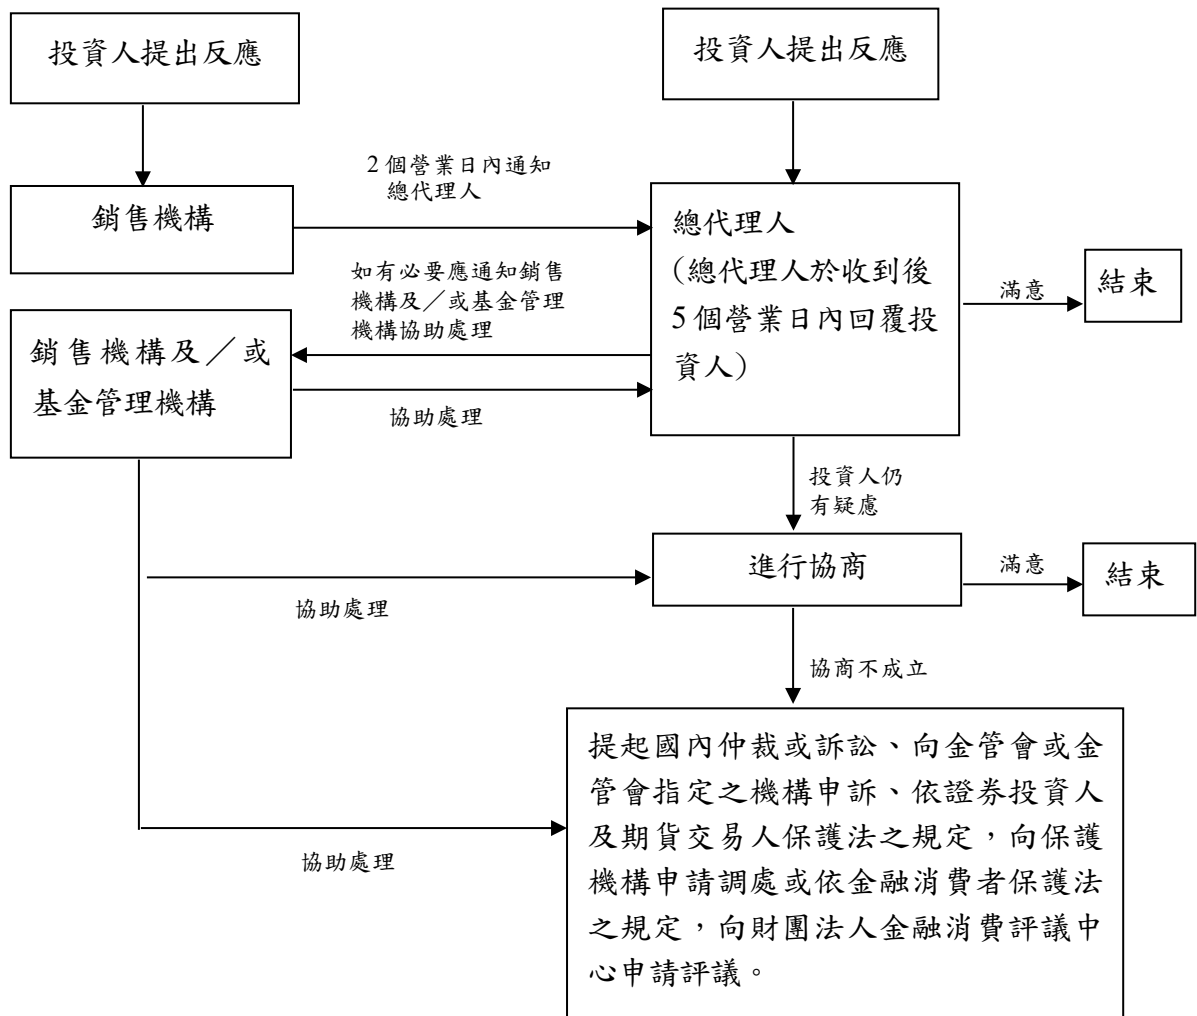 投資人提出反應
投資人提出反應
2 個營業日內通知
總代理人
銷售機構
總代理人
(總代理人於收到後
5 個營業日內回覆投
資人)
滿意
結束
如有必要應通知銷售
機構及／或基金管理
機構協助處理
銷售機構及／或
基金管理機構
協助處理
投資人仍
有疑慮
進行協商
滿意
結束
協助處理
協商不成立
提起國內仲裁或訴訟、向金管會或金
管會指定之機構申訴、依證券投資人
及期貨交易人保護法之規定，向保護
機構申請調處或依金融消費者保護法
之規定，向財團法人金融消費評議中
心申請評議。
協助處理